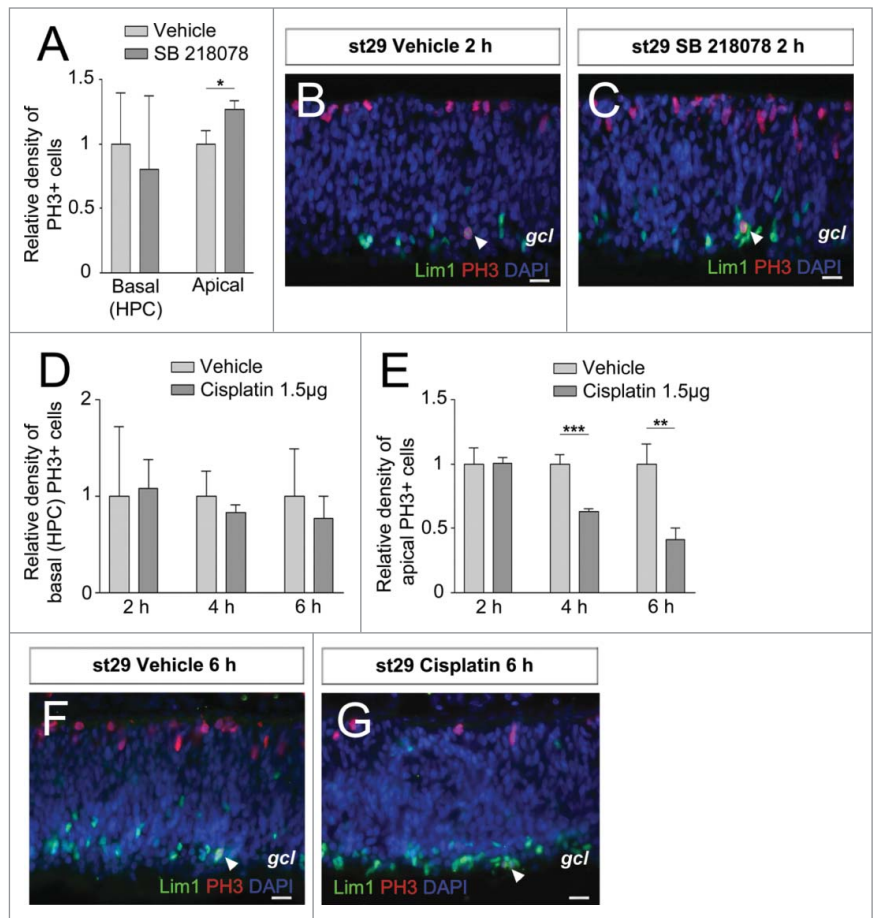 A
Vehicle
SB 218078
Relative density of
PH3+ cells
1.5
1
0.5
0
*
Basal
(HPC)
Apical
st29 Vehicle 2 h
B
gcl
Lim1 PH3 DAPI
st29 SB 218078 2 h
C
gcl
Lim1 PH3 DAPI
D
Vehicle
Cisplatin 1.5µg
Relative density of
basal (HPC) PH3+ cells
2
1
0
2 h
4 h
6 h
E
Vehicle
Cisplatin 1.5µg
Relative density of
apical PH3+ cells
1.5
1
0.5
0
***
**
2 h
4 h
6 h
st29 Vehicle 6 h
F
gcl
Lim1 PH3 DAPI
st29 Cisplatin 6 h
G
gcl
Lim1 PH3 DAPI